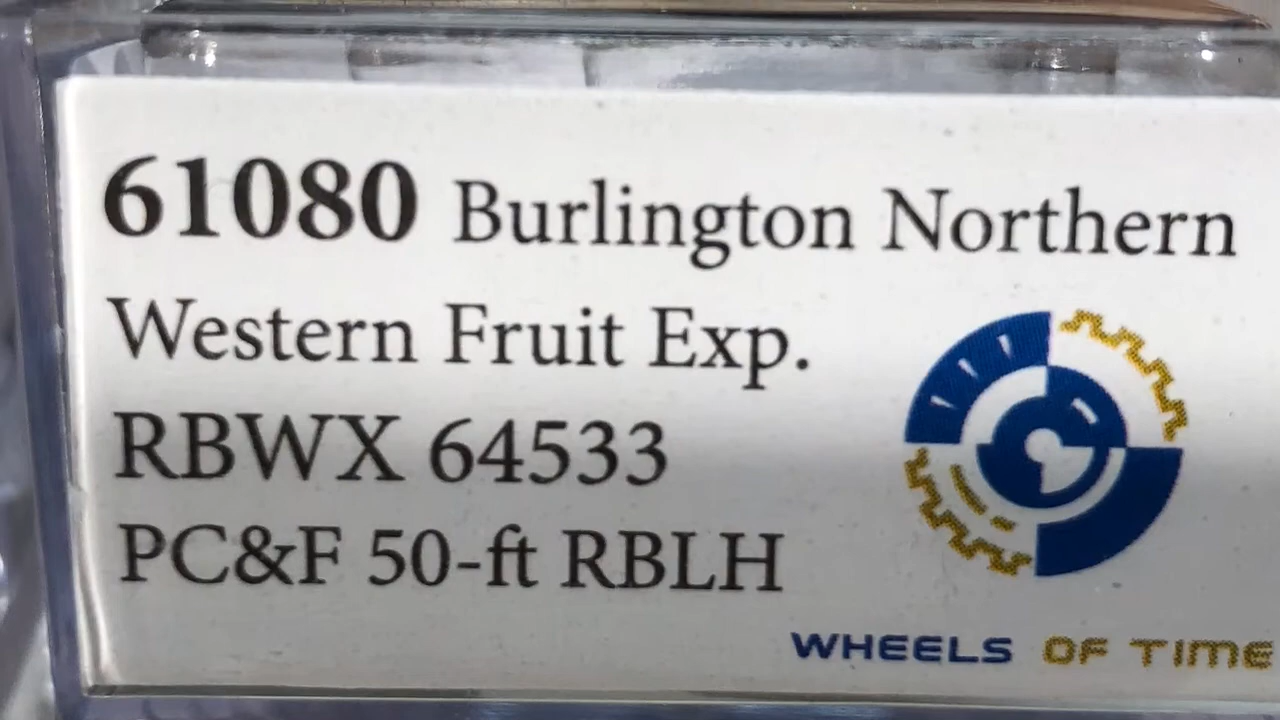 61080 Burlington Northern
Western Fruit Exp.
RBWX 64533
PC&F 50-ft RBLH
WHEELS OF TIME